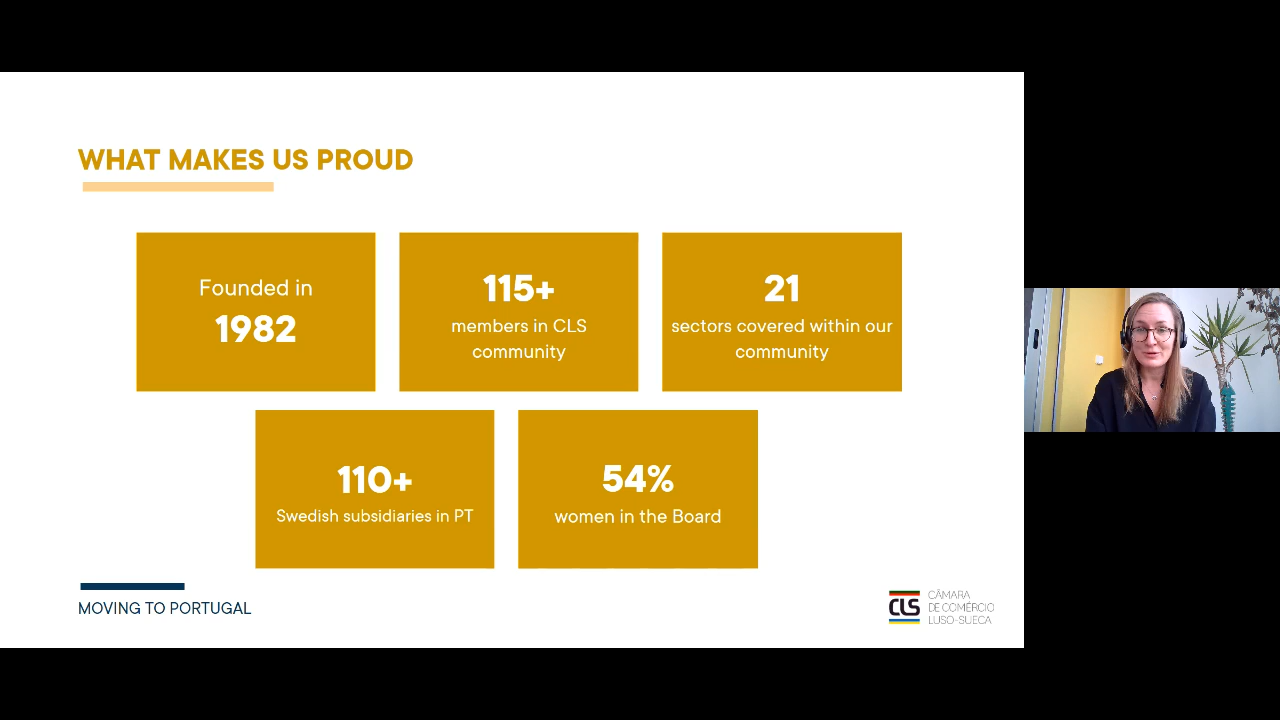 WHAT MAKES US PROUD
Founded in
1982
115+
members in CLS
community
21
sectors covered within our
community
110+
Swedish subsidiaries in PT
54%
women in the Board
MOVING TO PORTUGAL
CLS
CÂMARA
DE COMÉRCIO
LUSO-SUECA